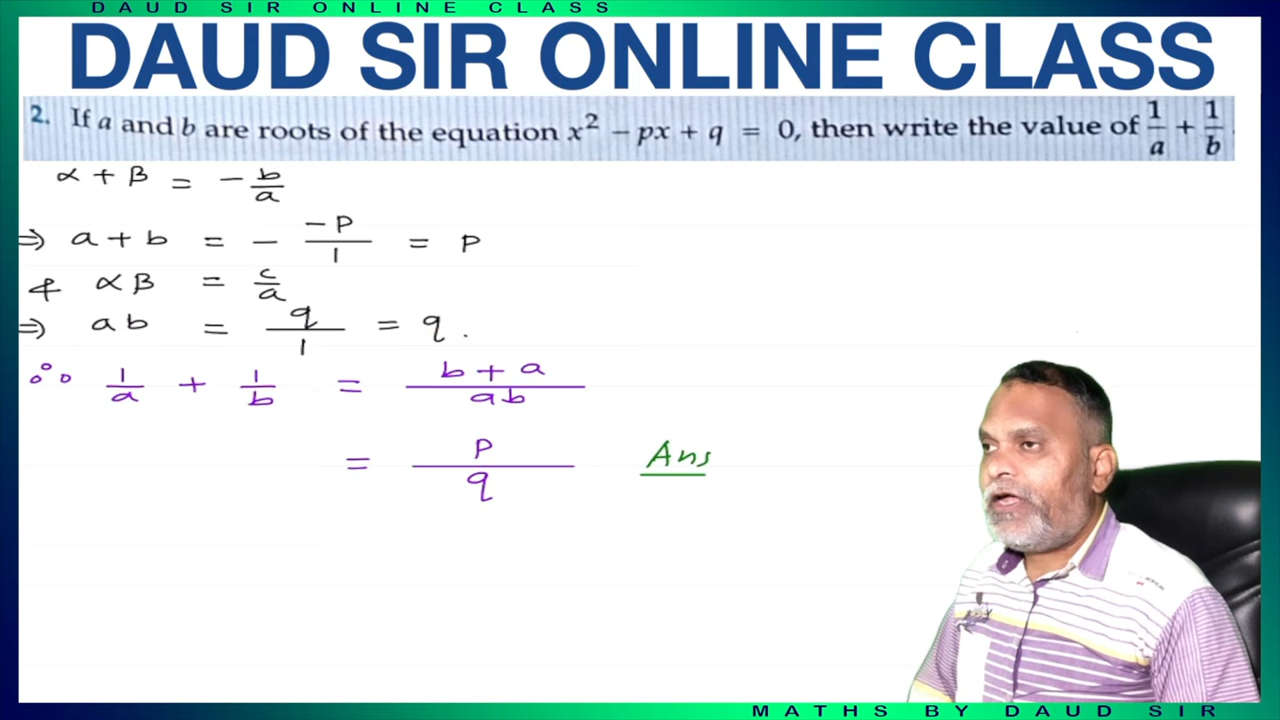 DAUD SIR ONLINE CLASS
DAUD SIR ONLINE CLASS
2. If a and b are roots of the equation x² − px + q = 0, then write the value of 1/a + 1/b.
α + β = − b/a
⇒ a + b = − −p/1 = p
& αβ = c/a
⇒ ab = q/1 = q.
∴ 1/a + 1/b = b + a/ab
= p/q Ans
MATHS BY DAUD SIR